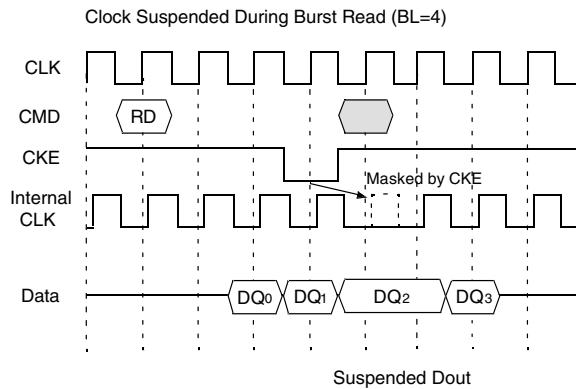 Clock Suspended During Burst Read (BL=4)
CLK
CMD
RD
CKE
Masked by CKE
Internal
CLK
Data
DQ0
DQ1
DQ2
DQ3
Suspended Dout